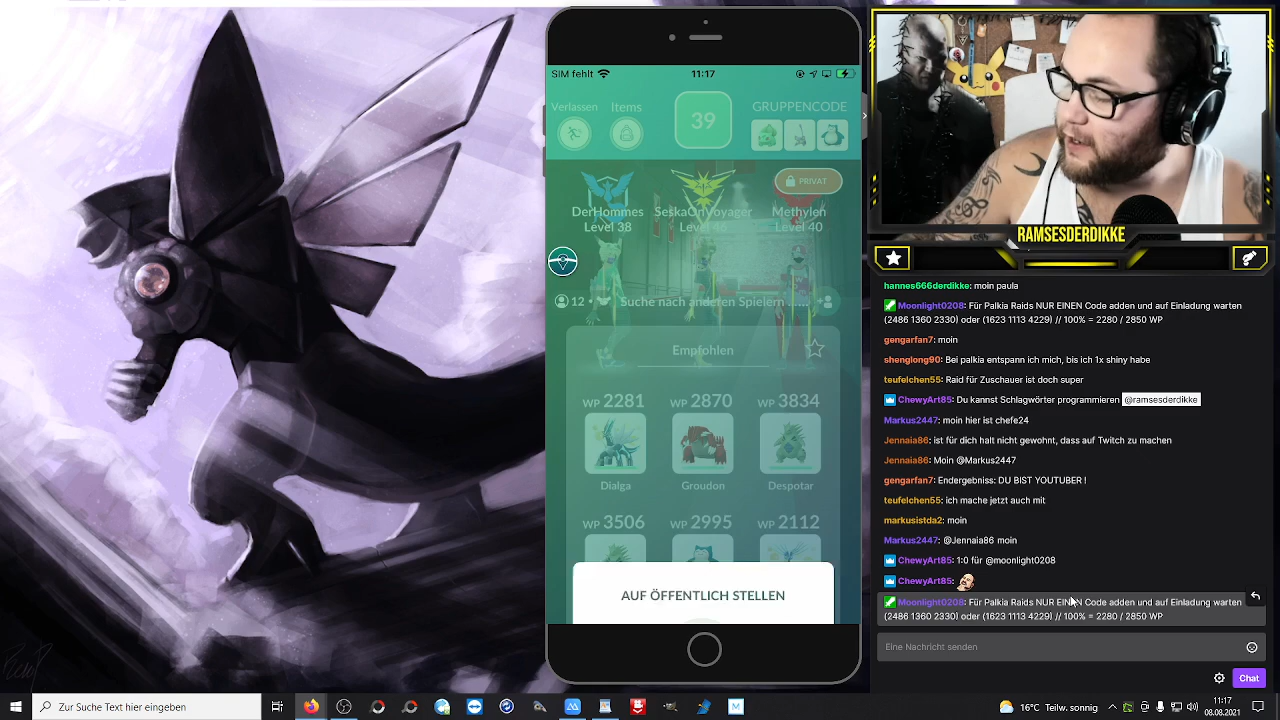 SIM fehlt
11:17
Verlassen
Items
39
GRUPPENCODE
PRIVAT
DerHommes
Level 38
SeskaOnVoyager
Level 46
Methylen
Level 40
12 • Suche nach anderen Spielern .....
Empfohlen
WP 2281
WP 2870
WP 3834
Dialga
Groudon
Despotar
WP 3506
WP 2995
WP 2112
AUF ÖFFENTLICH STELLEN
RAMSESDERDIKKE
hannes666derdikke: moin paula
Moonlight0208: Für Palkia Raids NUR EINEN Code adden und auf Einladung warten
(2486 1360 2330) oder (1623 1113 4229) // 100% = 2280 / 2850 WP
gengarfan7: moin
shenglong90: Bei palkia entspann ich mich, bis ich 1x shiny habe
teufelchen55: Raid für Zuschauer ist doch super
ChewyArt85: Du kannst Schlagwörter programmieren @ramsesderdikke
Markus2447: moin hier ist chefe24
Jennaia86: ist für dich halt nicht gewohnt, dass auf Twitch zu machen
Jennaia86: Moin @Markus2447
gengarfan7: Endergebniss: DU BIST YOUTUBER !
teufelchen55: ich mache jetzt auch mit
markusistda2: moin
Markus2447: @Jennaia86 moin
ChewyArt85: 1:0 für @moonlight0208
ChewyArt85:
Moonlight0208: Für Palkia Raids NUR EINEN Code adden und auf Einladung warten
(2486 1360 2330) oder (1623 1113 4229) // 100% = 2280 / 2850 WP
Eine Nachricht senden
Chat
Zur Suche Text hier eingeben
16°C Überw. sonnig
11:17
08.08.2021